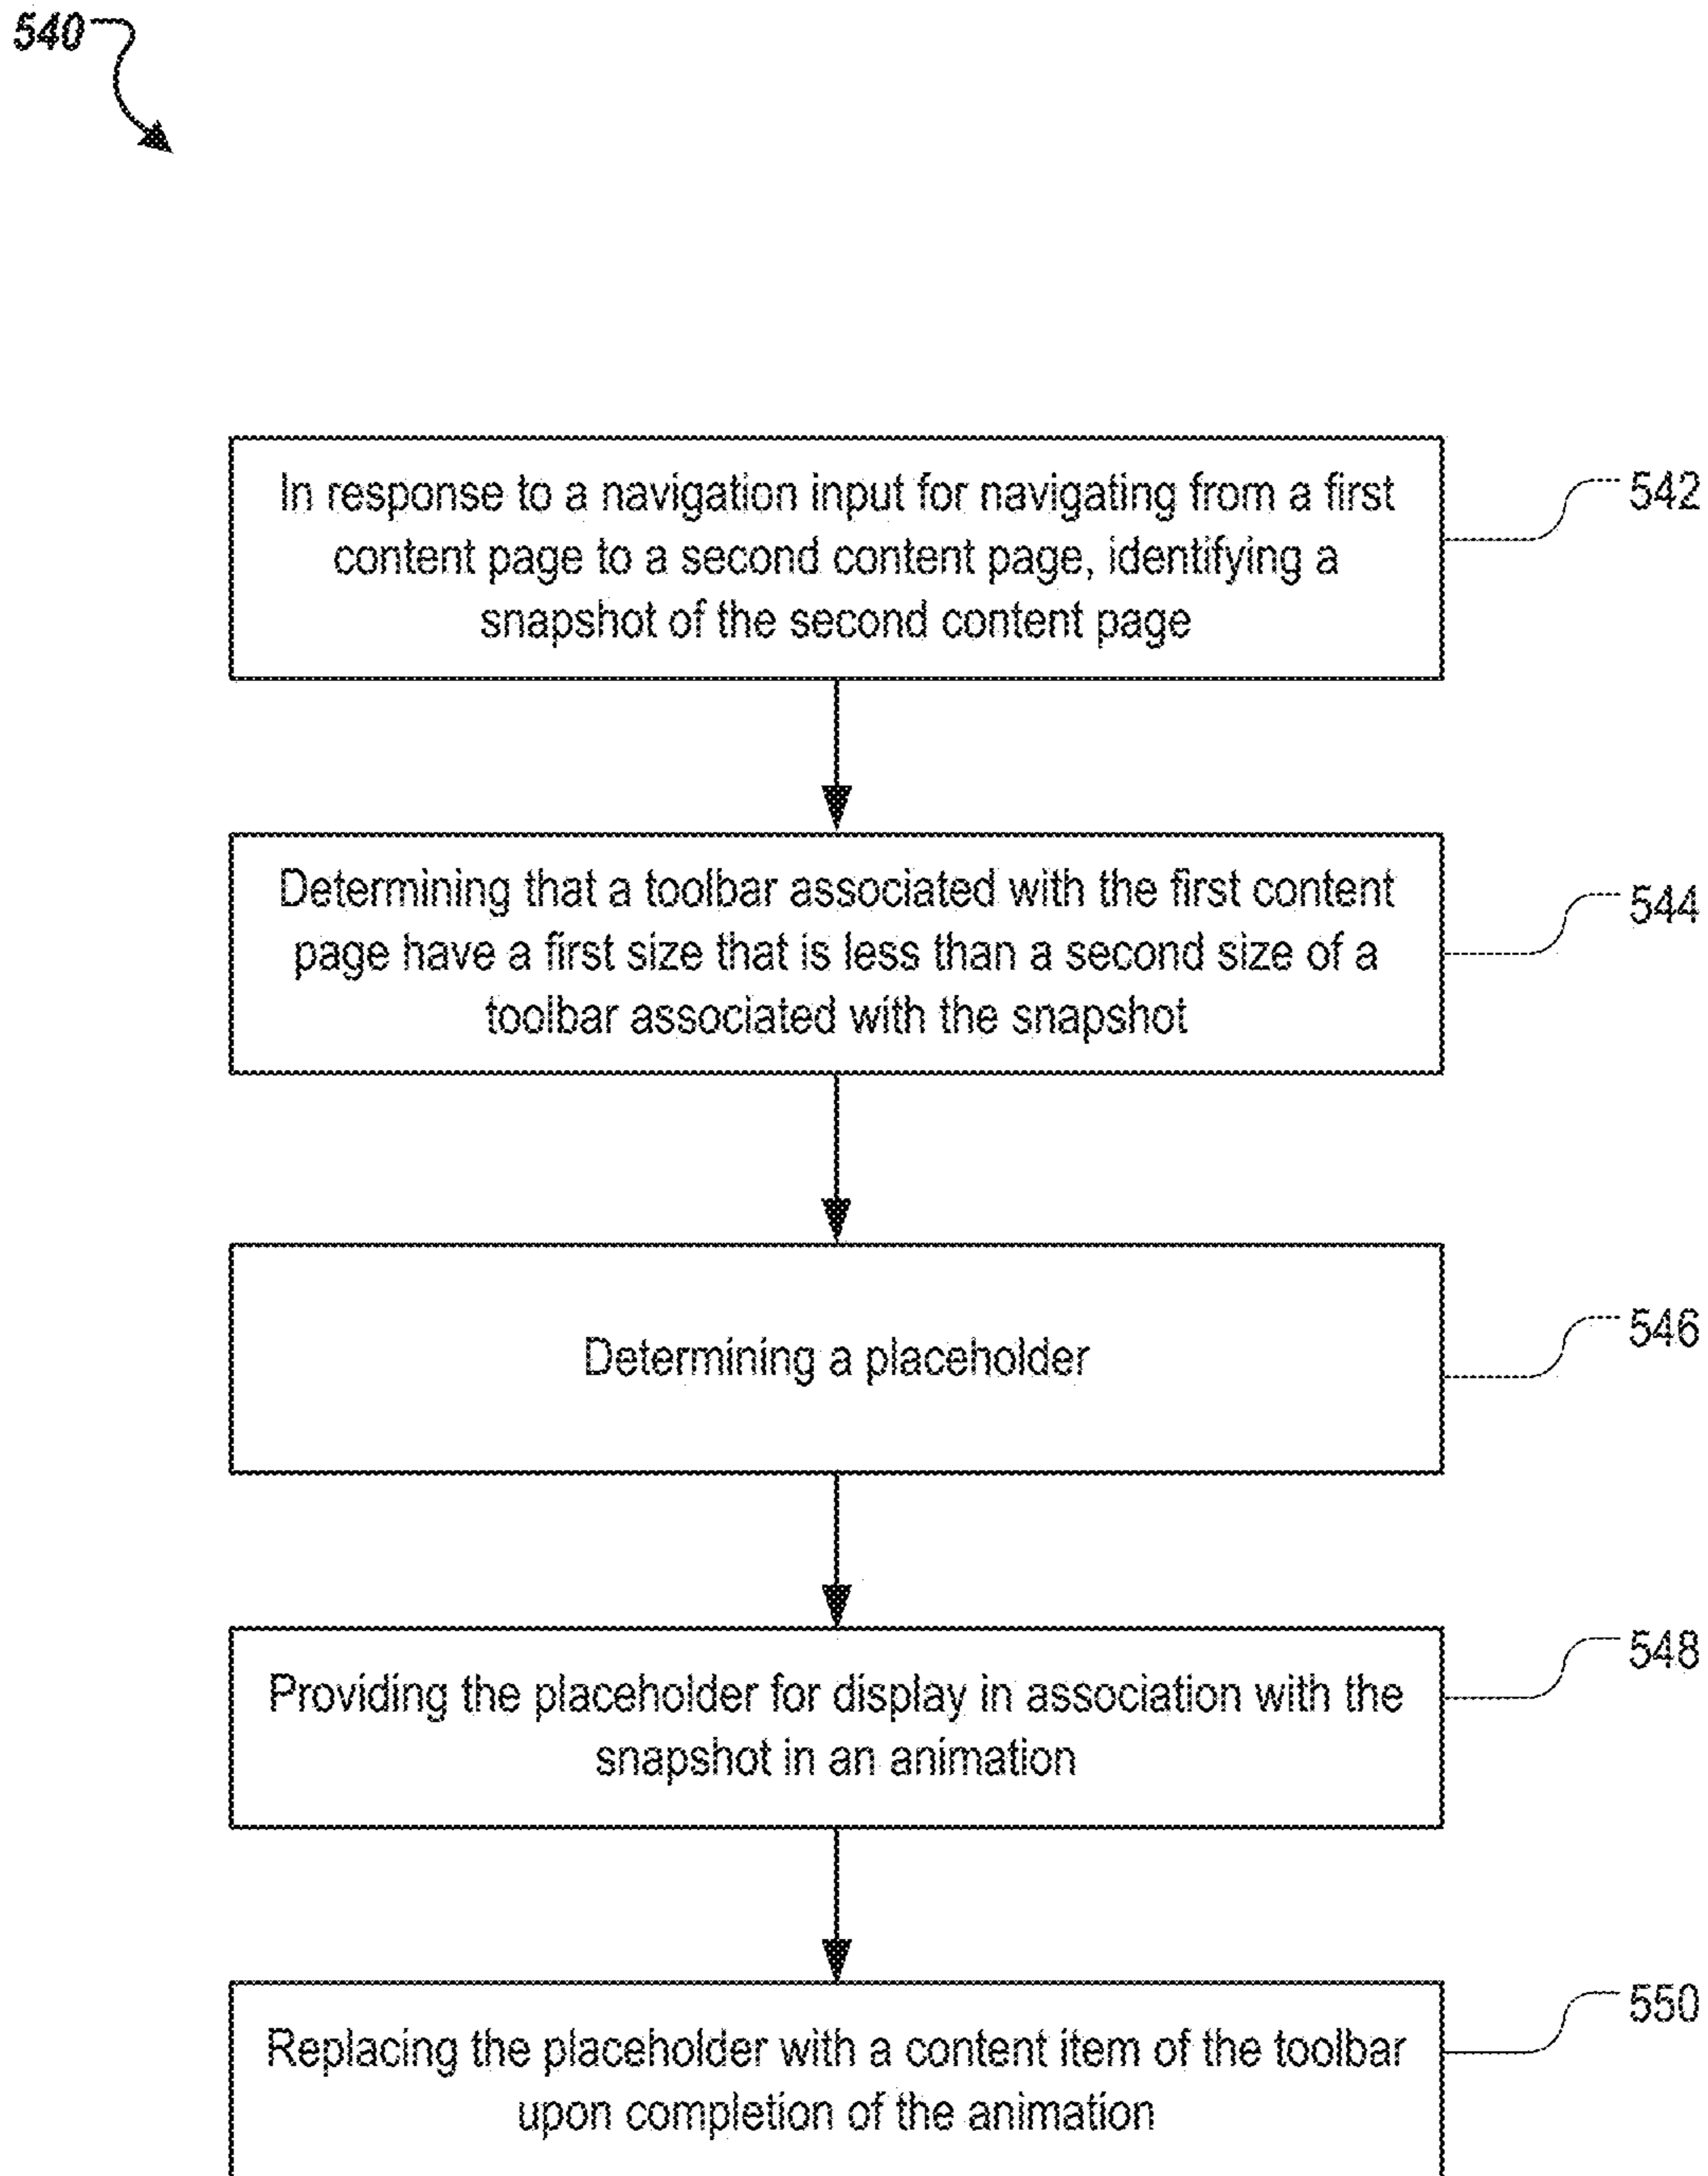 540
In response to a navigation input for navigating from a first
content page to a second content page, identifying a
snapshot of the second content page
542
Determining that a toolbar associated with the first content
page have a first size that is less than a second size of a
toolbar associated with the snapshot
544
Determining a placeholder
546
Providing the placeholder for display in association with the
snapshot in an animation
548
Replacing the placeholder with a content item of the toolbar
upon completion of the animation
550